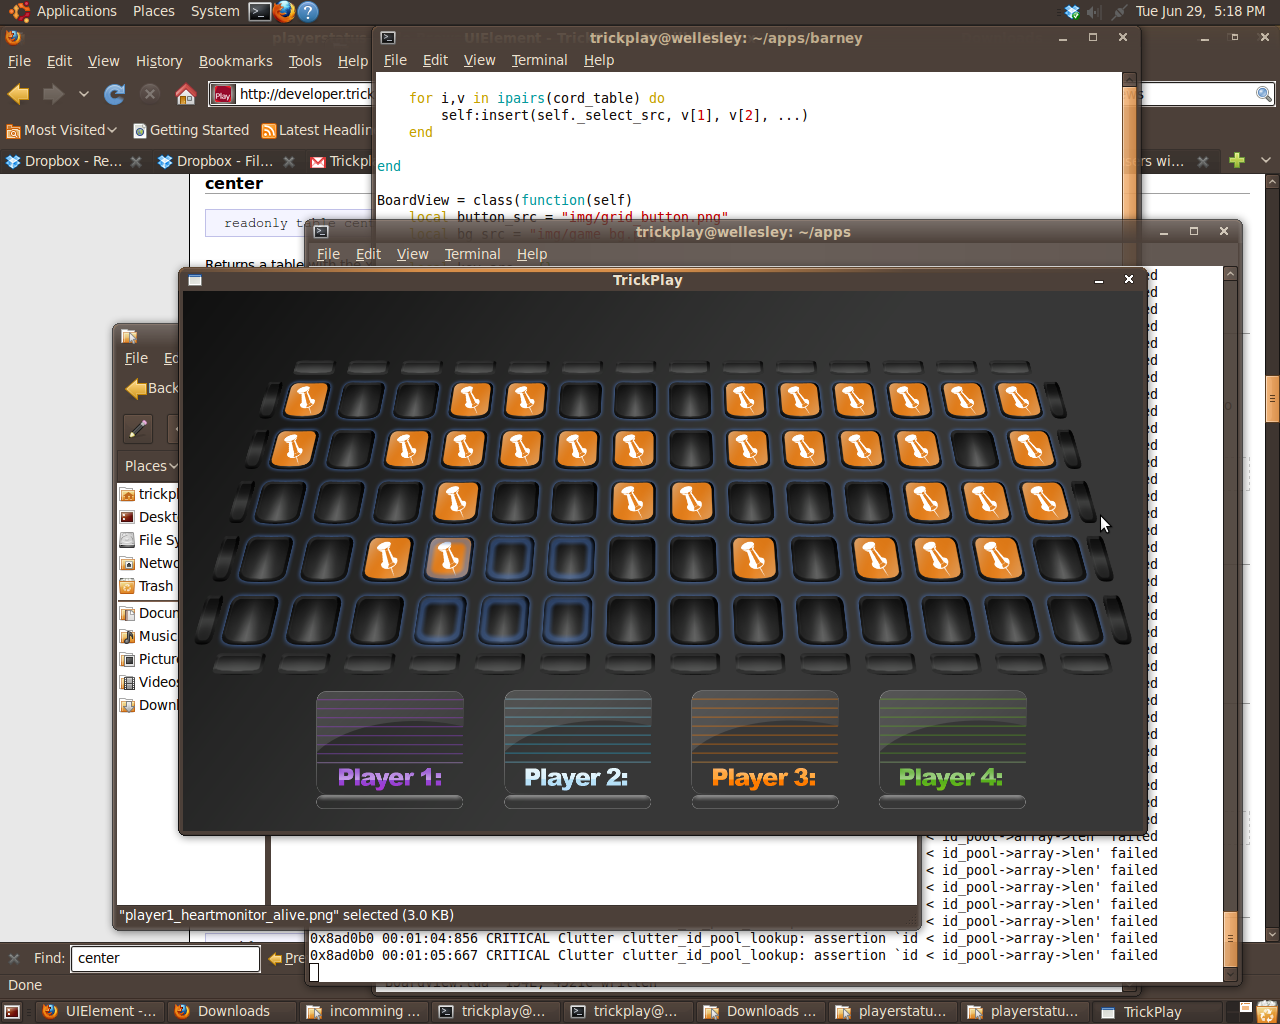 Applications Places System
Tue Jun 29, 5:18 PM
trickplay@wellesley: ~/apps/barney
File Edit View History Bookmarks Tools Help
File Edit View Terminal Help
http://developer.trick
Most Visited Getting Started Latest Headlin
Dropbox - Re... Dropbox - Fil... Trickpl
for i,v in ipairs(cord_table) do
self:insert(self._select_src, v[1], v[2], ...)
end
end
BoardView = class(function(self)
local button_src = "img/grid_button.png"
center
readonly table cent
Returns a table
trickplay@wellesley: ~/apps
File Edit View Terminal Help
TrickPlay
File Ed
Back
Places
trickpl
Deskt
File Sy
Netwo
Trash
Docum
Music
Pictur
Videos
Downl
Player 1:
Player 2:
Player 3:
Player 4:
< id_pool->array->len' failed
< id_pool->array->len' failed
< id_pool->array->len' failed
< id_pool->array->len' failed
< id_pool->array->len' failed
< id_pool->array->len' failed
"player1_heartmonitor_alive.png" selected (3.0 KB)
0x8ad0b0 00:01:04:856 CRITICAL Clutter clutter_id_pool_lookup: assertion `id < id_pool->array->len' failed
0x8ad0b0 00:01:05:667 CRITICAL Clutter clutter_id_pool_lookup: assertion `id < id_pool->array->len' failed
Find: center Pre
Done
UIElement -... Downloads incomming ... trickplay@... trickplay@... Downloads ... playerstatu... playerstatu... TrickPlay